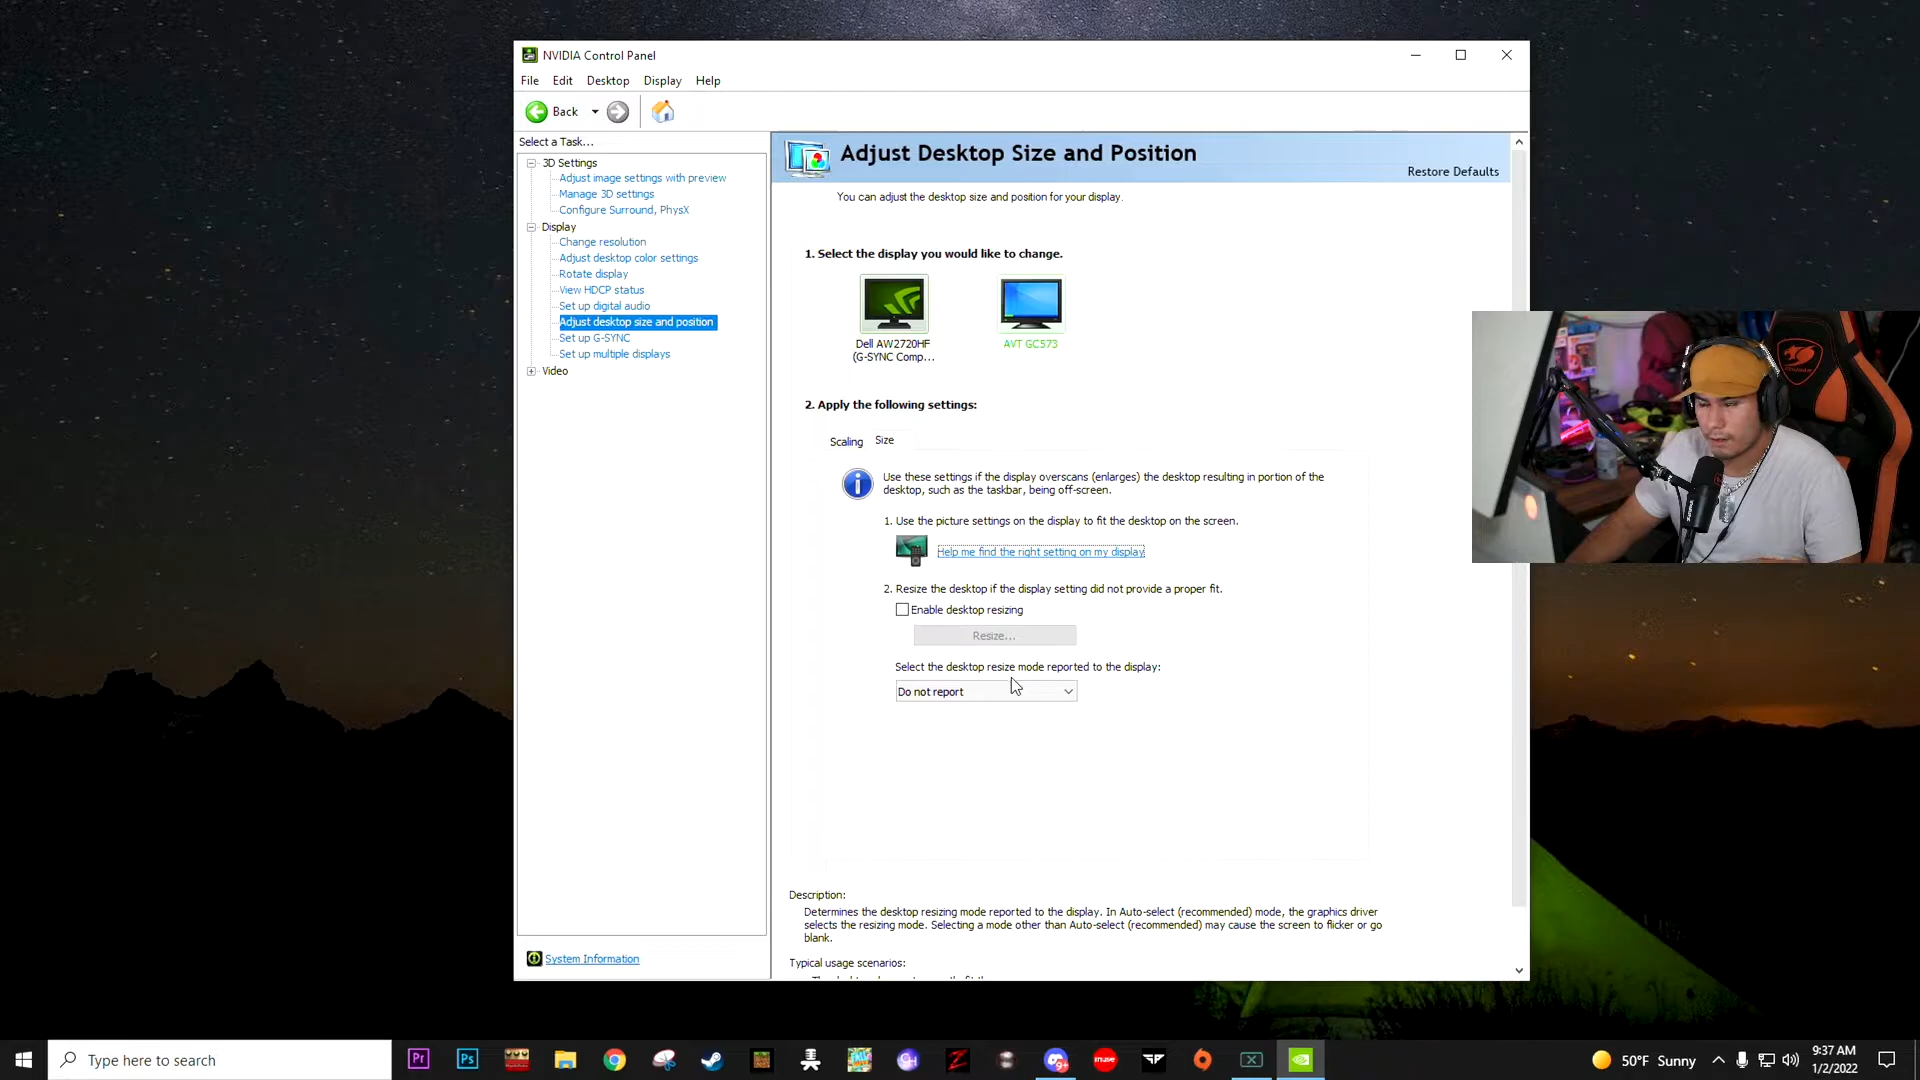 NVIDIA Control Panel
File Edit Desktop Display Help
Back
Select a Task...
3D Settings
Adjust image settings with preview
Manage 3D settings
Configure Surround, PhysX
Display
Change resolution
Adjust desktop color settings
Rotate display
View HDCP status
Set up digital audio
Adjust desktop size and position
Set up G-SYNC
Set up multiple displays
Video
System Information
Adjust Desktop Size and Position
Restore Defaults
You can adjust the desktop size and position for your display.
1. Select the display you would like to change.
Dell AW2720HF
(G-SYNC Comp...
AVT GC573
2. Apply the following settings:
Scaling Size
Use these settings if the display overscans (enlarges) the desktop resulting in portion of the
desktop, such as the taskbar, being off-screen.
1. Use the picture settings on the display to fit the desktop on the screen.
Help me find the right setting on my display
2. Resize the desktop if the display setting did not provide a proper fit.
Enable desktop resizing
Resize...
Select the desktop resize mode reported to the display:
Do not report
Description:
Determines the desktop resizing mode reported to the display. In Auto-select (recommended) mode, the graphics driver
selects the resizing mode. Selecting a mode other than Auto-select (recommended) may cause the screen to flicker or go
blank.
Typical usage scenarios:
Type here to search
Pr
Ps
9+
50°F Sunny
9:37 AM
1/2/2022